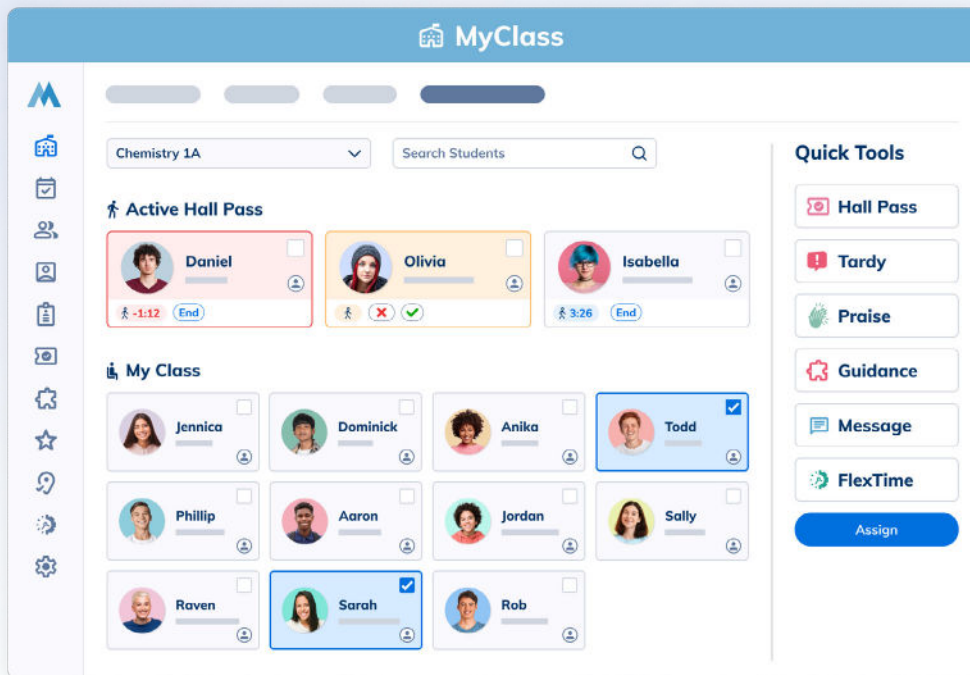 MyClass
Chemistry 1A
Search Students
Active Hall Pass
Daniel
Olivia
Isabella
-1:12 End
3:26 End
My Class
Jennica
Dominick
Anika
Todd
Phillip
Aaron
Jordan
Sally
Raven
Sarah
Rob
Quick Tools
Hall Pass
Tardy
Praise
Guidance
Message
FlexTime
Assign